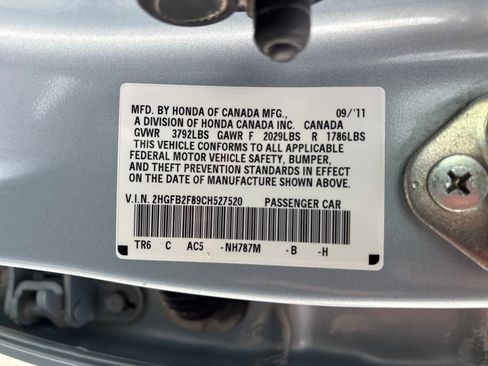 MFD. BY HONDA OF CANADA MFG., 09/'11
A DIVISION OF HONDA CANADA INC. CANADA
GVWR 3792LBS GAWR F 2029LBS R 1786LBS
THIS VEHICLE CONFORMS TO ALL APPLICABLE
FEDERAL MOTOR VEHICLE SAFETY, BUMPER,
AND THEFT PREVENTION STANDARDS IN EFFECT
ON THE DATE OF MANUFACTURE SHOWN ABOVE.
V.I.N. 2HGFB2F89CH527520 PASSENGER CAR
TR6 C AC5 -NH787M -B -H